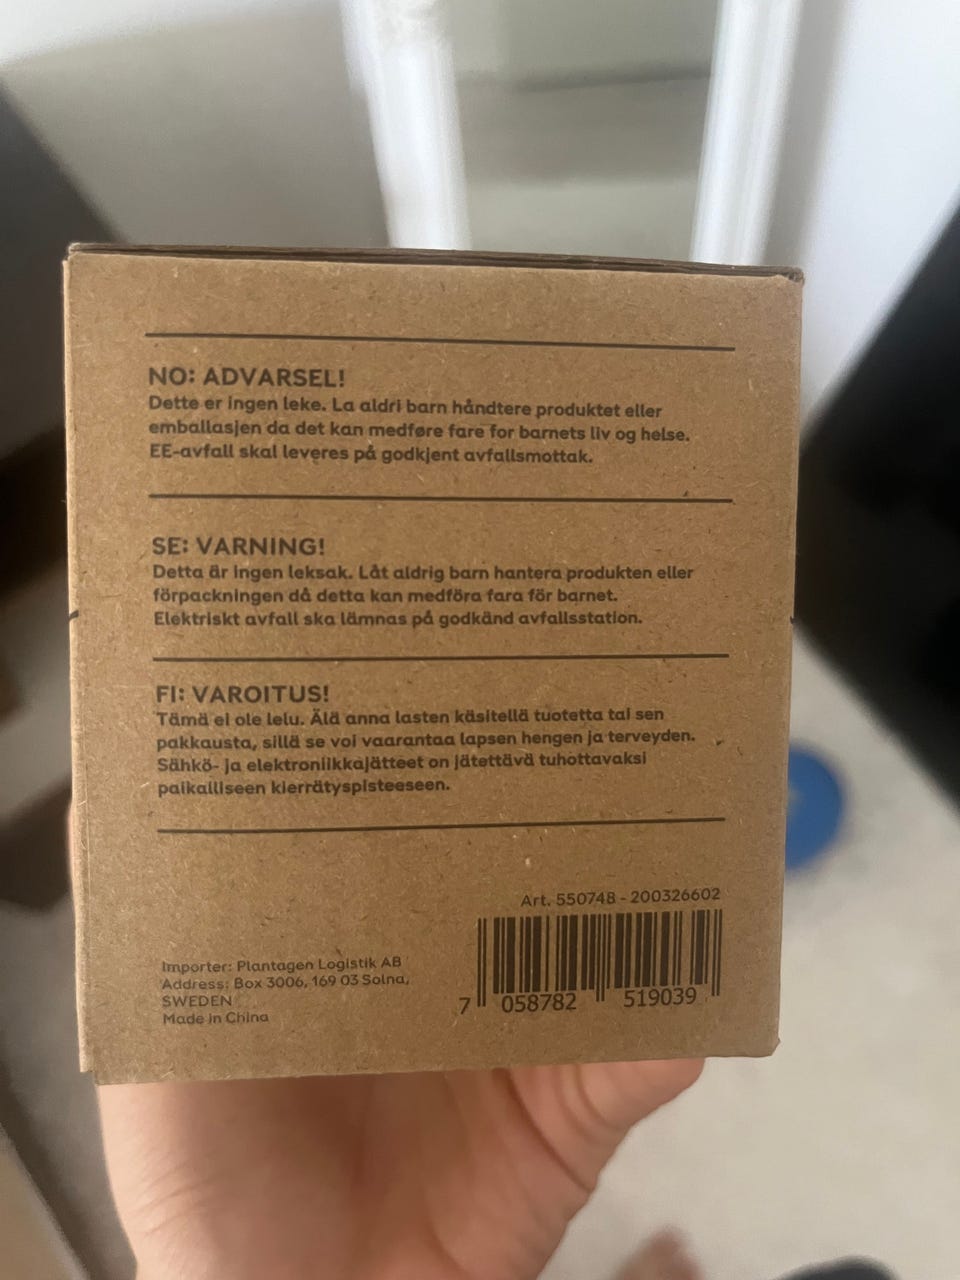 NO: ADVARSEL!
Dette er ingen leke. La aldri barn håndtere produktet eller
emballasjen da det kan medføre fare for barnets liv og helse.
EE-avfall skal leveres på godkjent avfallsmottak.
SE: VARNING!
Detta är ingen leksak. Låt aldrig barn hantera produkten eller
förpackningen då detta kan medföra fara för barnet.
Elektriskt avfall ska lämnas på godkänd avfallsstation.
FI: VAROITUS!
Tämä ei ole lelu. Älä anna lasten käsitellä tuotetta tai sen
pakkausta, sillä se voi vaarantaa lapsen hengen ja terveyden.
Sähkö- ja elektroniikkajätteet on jätettävä tuhottavaksi
paikalliseen kierrätyspisteeseen.
Art. 550748 - 200326602
7 058782 519039
Importer: Plantagen Logistik AB
Address: Box 3006, 169 03 Solna,
SWEDEN
Made in China